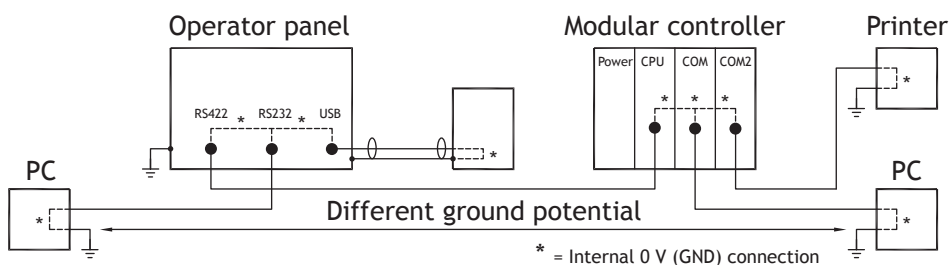 Operator panel
Modular controller
Printer
Power CPU COM COM2
*
* * *
RS422 * RS232 * USB
*
PC
PC
*
*
Different ground potential
* = Internal 0 V (GND) connection